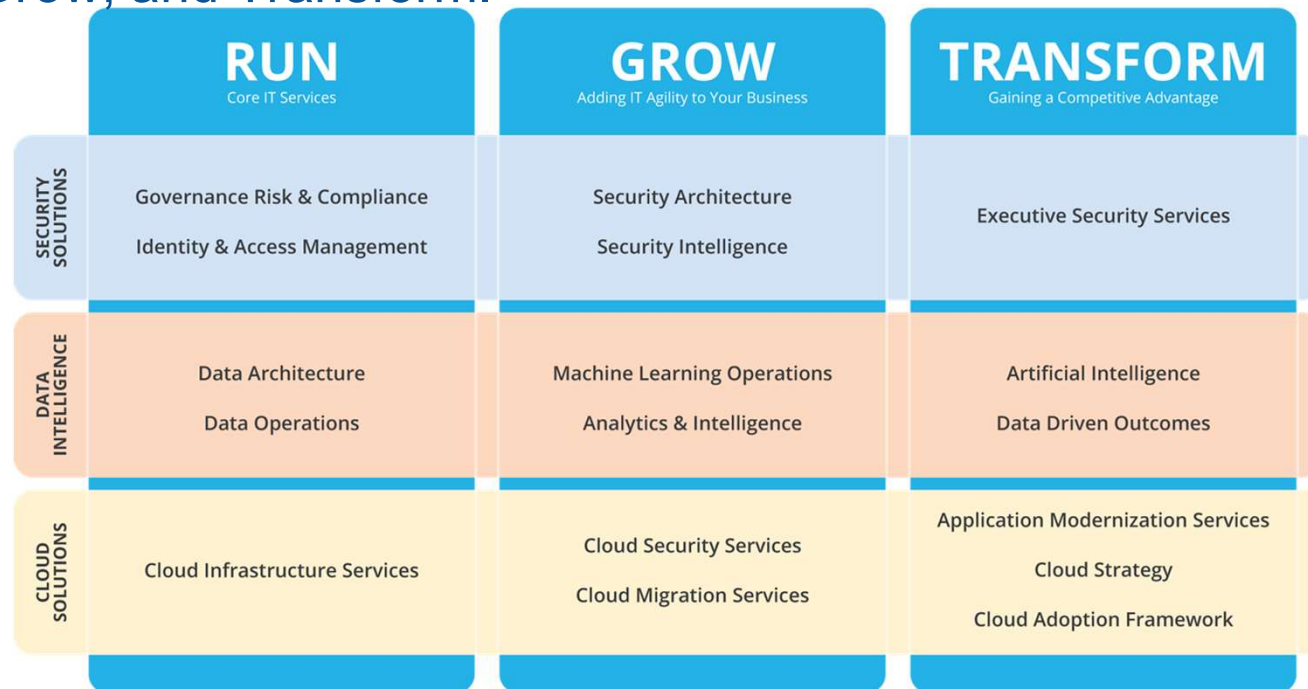 Grow, and Transform.
RUN
Core IT Services
GROW
Adding IT Agility to Your Business
TRANSFORM
Gaining a Competitive Advantage
SECURITY
SOLUTIONS
Governance Risk & Compliance
Identity & Access Management
Security Architecture
Security Intelligence
Executive Security Services
DATA
INTELLIGENCE
Data Architecture
Data Operations
Machine Learning Operations
Analytics & Intelligence
Artificial Intelligence
Data Driven Outcomes
CLOUD
SOLUTIONS
Cloud Infrastructure Services
Cloud Security Services
Cloud Migration Services
Application Modernization Services
Cloud Strategy
Cloud Adoption Framework